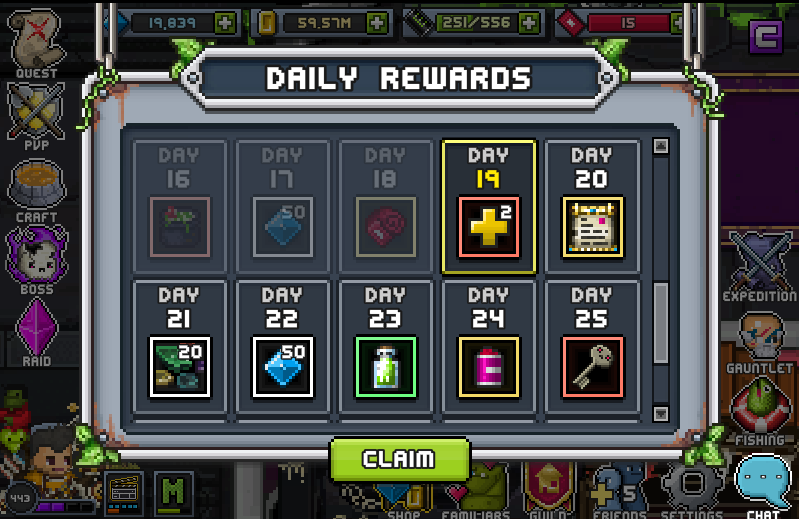 19,839
59.57M
251/556
15
C
QUEST
PVP
CRAFT
BOSS
RAID
DAILY REWARDS
DAY
16
DAY
17
50
DAY
18
DAY
19
2
DAY
20
DAY
21
20
DAY
22
50
DAY
23
DAY
24
DAY
25
CLAIM
EXPEDITION
GAUNTLET
FISHING
443
M
SHOP
FAMILIARS
GUILD
5
FRIENDS
SETTINGS
CHAT